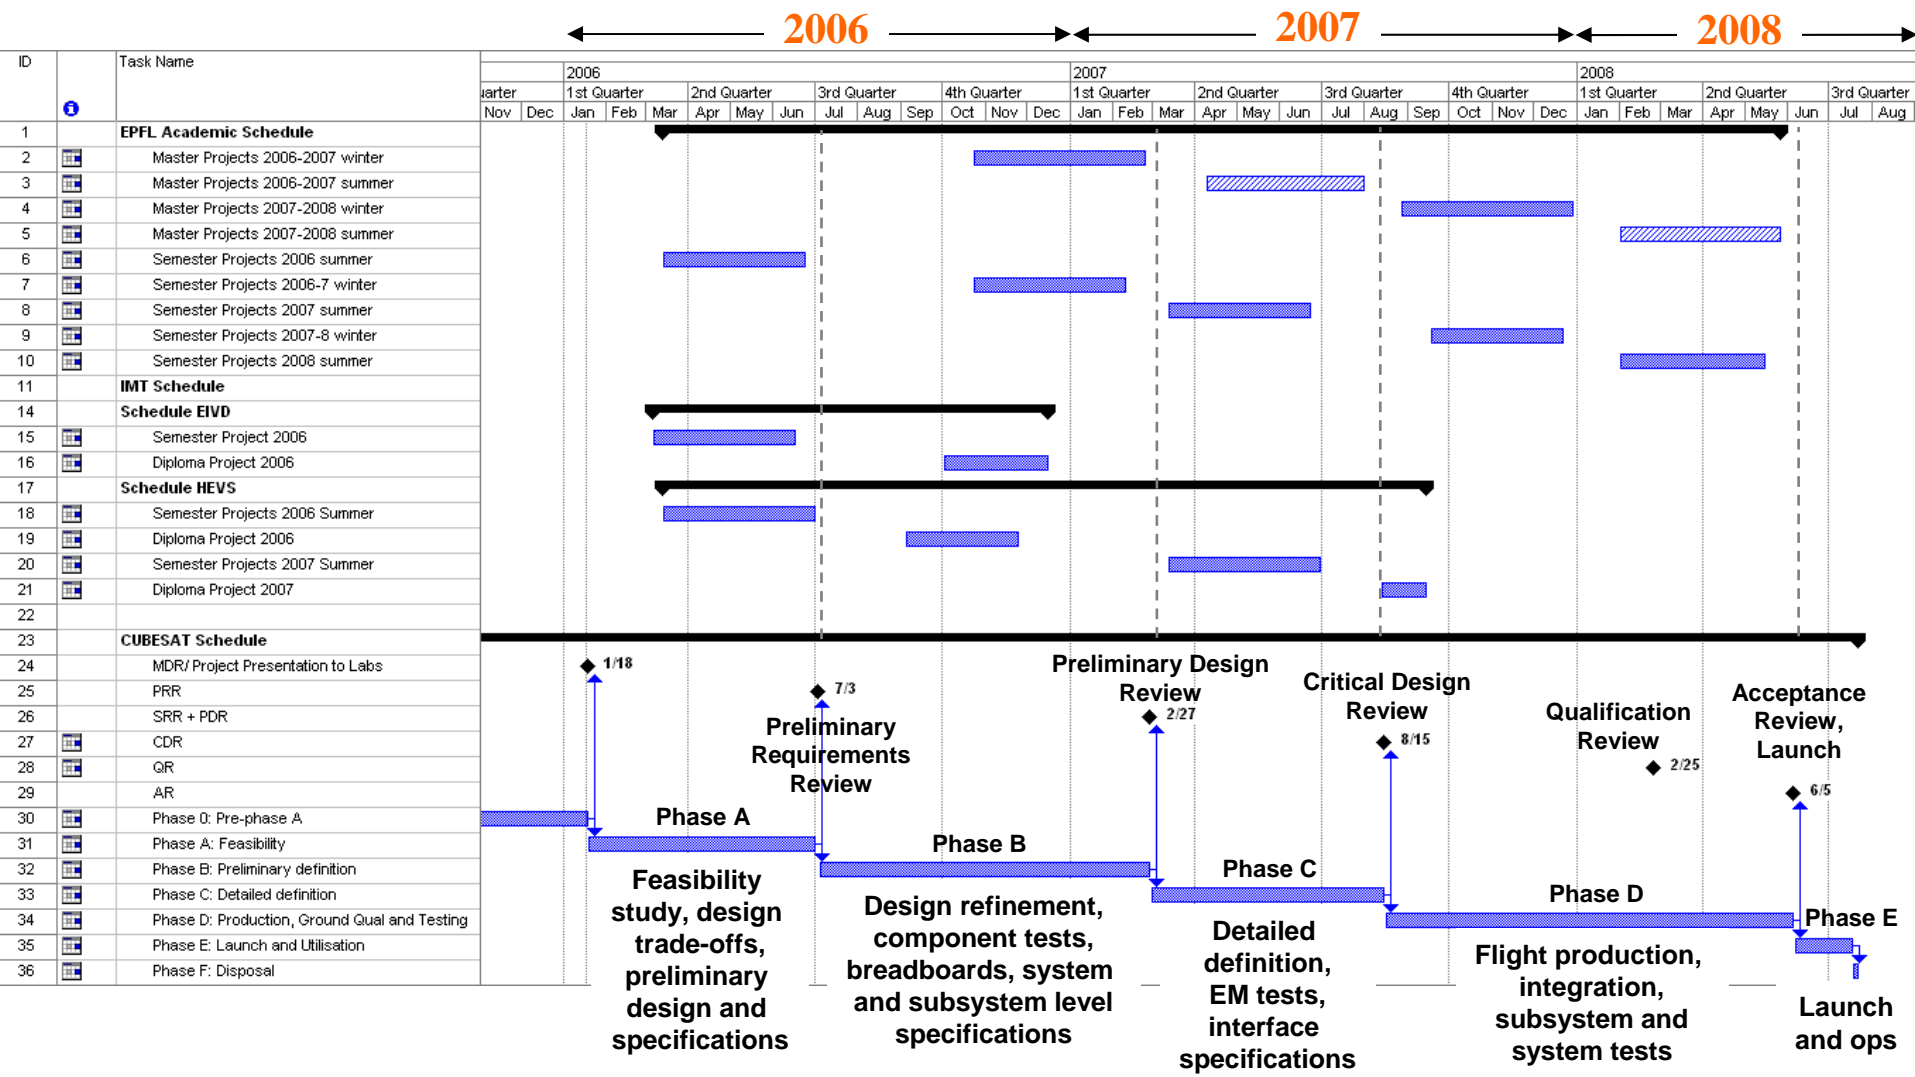 2006 2007 2008
ID Task Name
2006 2007 2008
uarter 1st Quarter 2nd Quarter 3rd Quarter 4th Quarter 1st Quarter 2nd Quarter 3rd Quarter 4th Quarter 1st Quarter 2nd Quarter 3rd Quarter
Nov Dec Jan Feb Mar Apr May Jun Jul Aug Sep Oct Nov Dec Jan Feb Mar Apr May Jun Jul Aug Sep Oct Nov Dec Jan Feb Mar Apr May Jun Jul Aug
1 EPFL Academic Schedule
2 Master Projects 2006-2007 winter
3 Master Projects 2006-2007 summer
4 Master Projects 2007-2008 winter
5 Master Projects 2007-2008 summer
6 Semester Projects 2006 summer
7 Semester Projects 2006-7 winter
8 Semester Projects 2007 summer
9 Semester Projects 2007-8 winter
10 Semester Projects 2008 summer
11 IMT Schedule
14 Schedule EIVD
15 Semester Project 2006
16 Diploma Project 2006
17 Schedule HEVS
18 Semester Projects 2006 Summer
19 Diploma Project 2006
20 Semester Projects 2007 Summer
21 Diploma Project 2007
22
23 CUBESAT Schedule
24 MDR/ Project Presentation to Labs 1/18
25 PRR 7/3
26 SRR + PDR 2/27
27 CDR 8/15
28 QR 2/25
29 AR 6/5
30 Phase 0: Pre-phase A
31 Phase A: Feasibility
32 Phase B: Preliminary definition
33 Phase C: Detailed definition
34 Phase D: Production, Ground Qual and Testing
35 Phase E: Launch and Utilisation
36 Phase F: Disposal
Preliminary
Requirements
Review
Preliminary Design
Review
Critical Design
Review
Qualification
Review
Acceptance
Review,
Launch
Phase A
Feasibility
study, design
trade-offs,
preliminary
design and
specifications
Phase B
Design refinement,
component tests,
breadboards, system
and subsystem level
specifications
Phase C
Detailed
definition,
EM tests,
interface
specifications
Phase D
Flight production,
integration,
subsystem and
system tests
Phase E
Launch
and ops